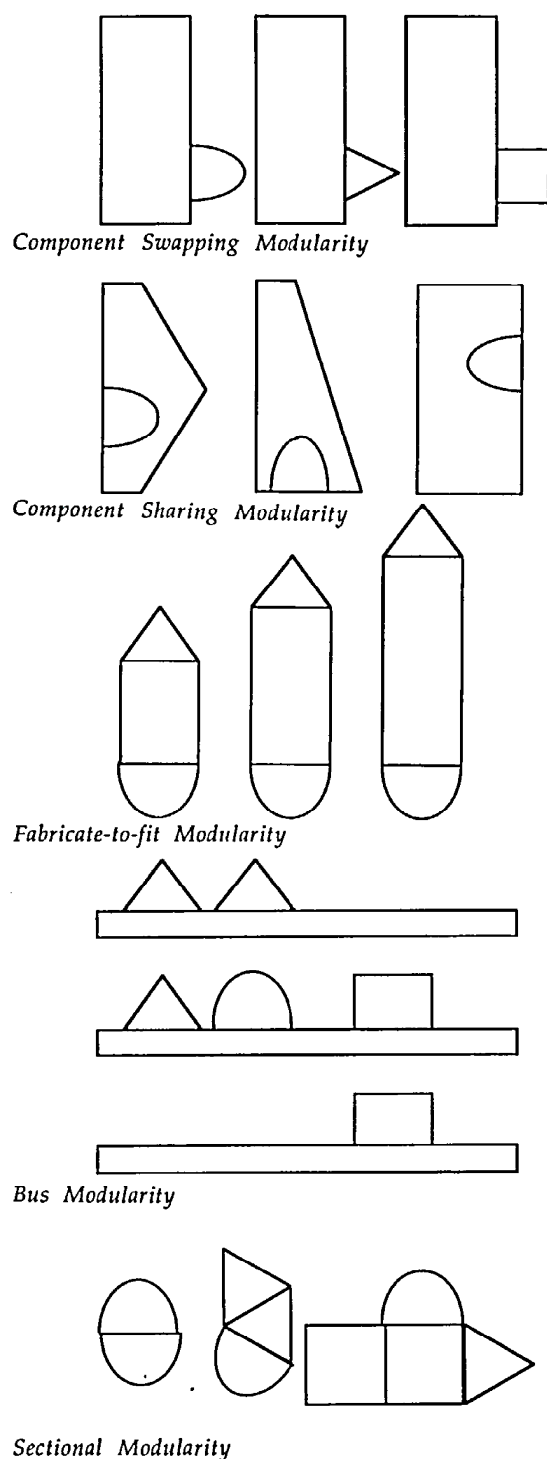 Component Swapping Modularity
Component Sharing Modularity
Fabricate-to-fit Modularity
Bus Modularity
Sectional Modularity